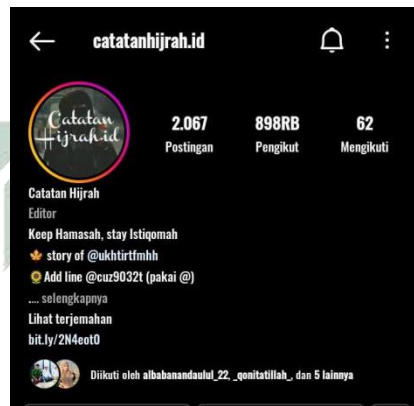 catatanhijrah.id
Catatan
Hijrah.id
2.067
898RB
62
Postingan
Pengikut
Mengikuti
Catatan Hijrah
Editor
Keep Hamasah, stay Istiqomah
🍁 story of @ukhtirtfmhh
🌻 Add line @cuz9032t (pakai @)
.... selengkapnya
Lihat terjemahan
bit.ly/2N4eot0
Diikuti oleh albabanandaulul_22, _qonitatillah_, dan 5 lainnya